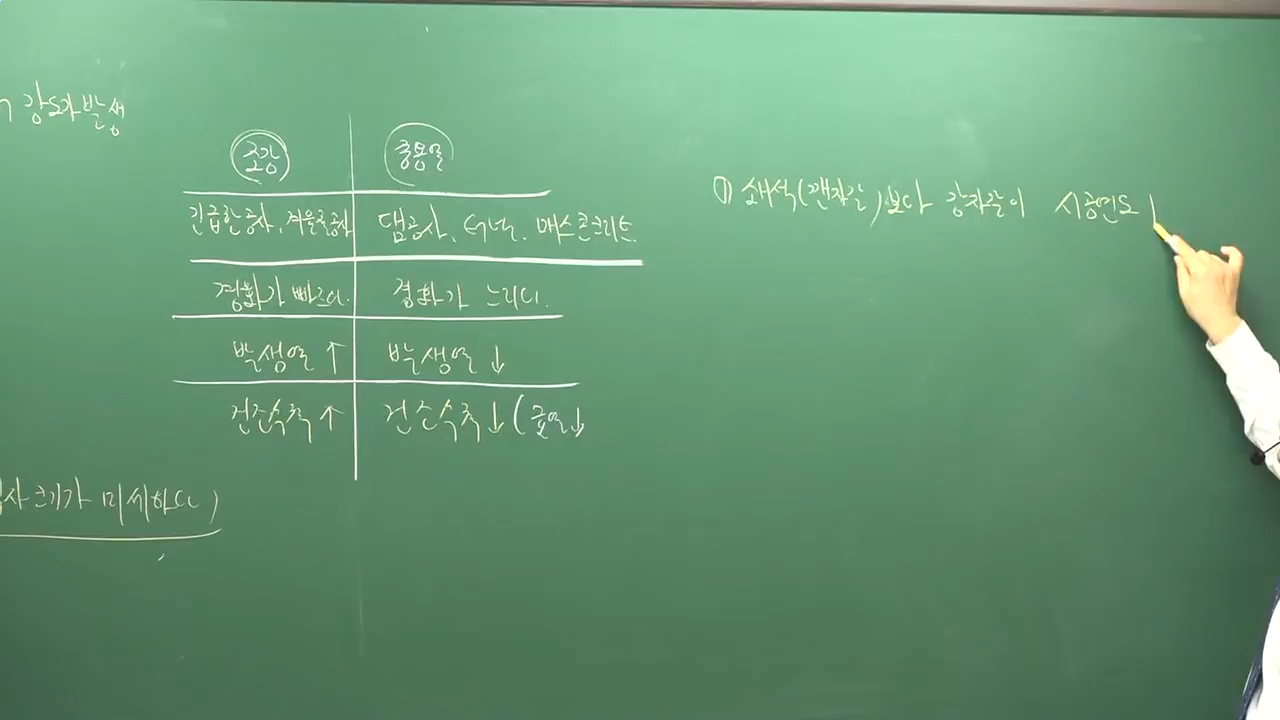 강도가 발생
조강 중용열
긴급한 공사, 겨울철공사 댐공사, 터널, 매스콘크리트.
경화가 빠르다. 경화가 느리다.
발생열 ↑ 발생열 ↓
건조수축 ↑ 건조수축 ↓ (균열↓
① 쇄석(깬자갈)보다 강자갈이 시공연도
크기가 미세하다)